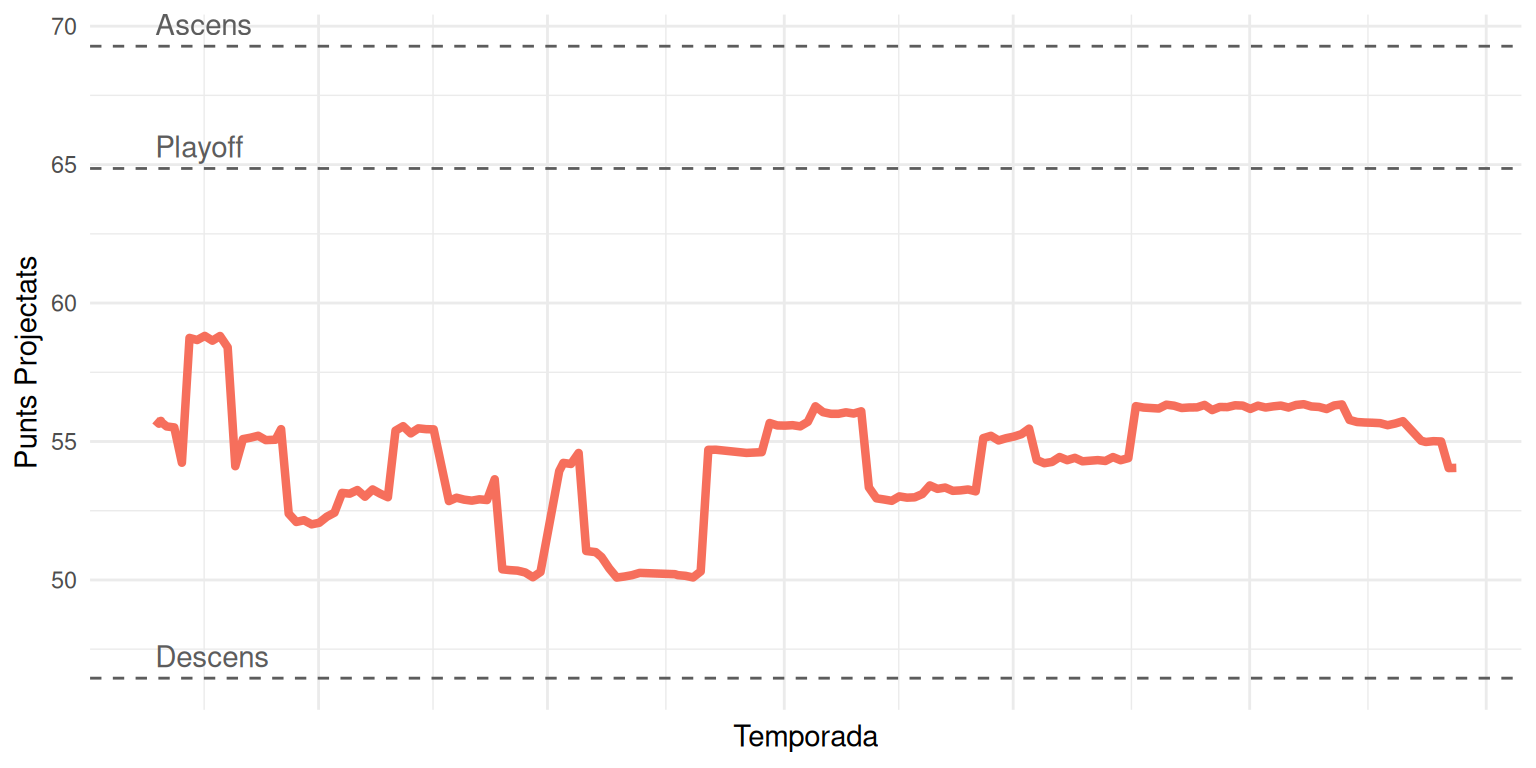 70
Ascens
Playoff
65
Punts Projectats
60
55
50
Descens
Temporada